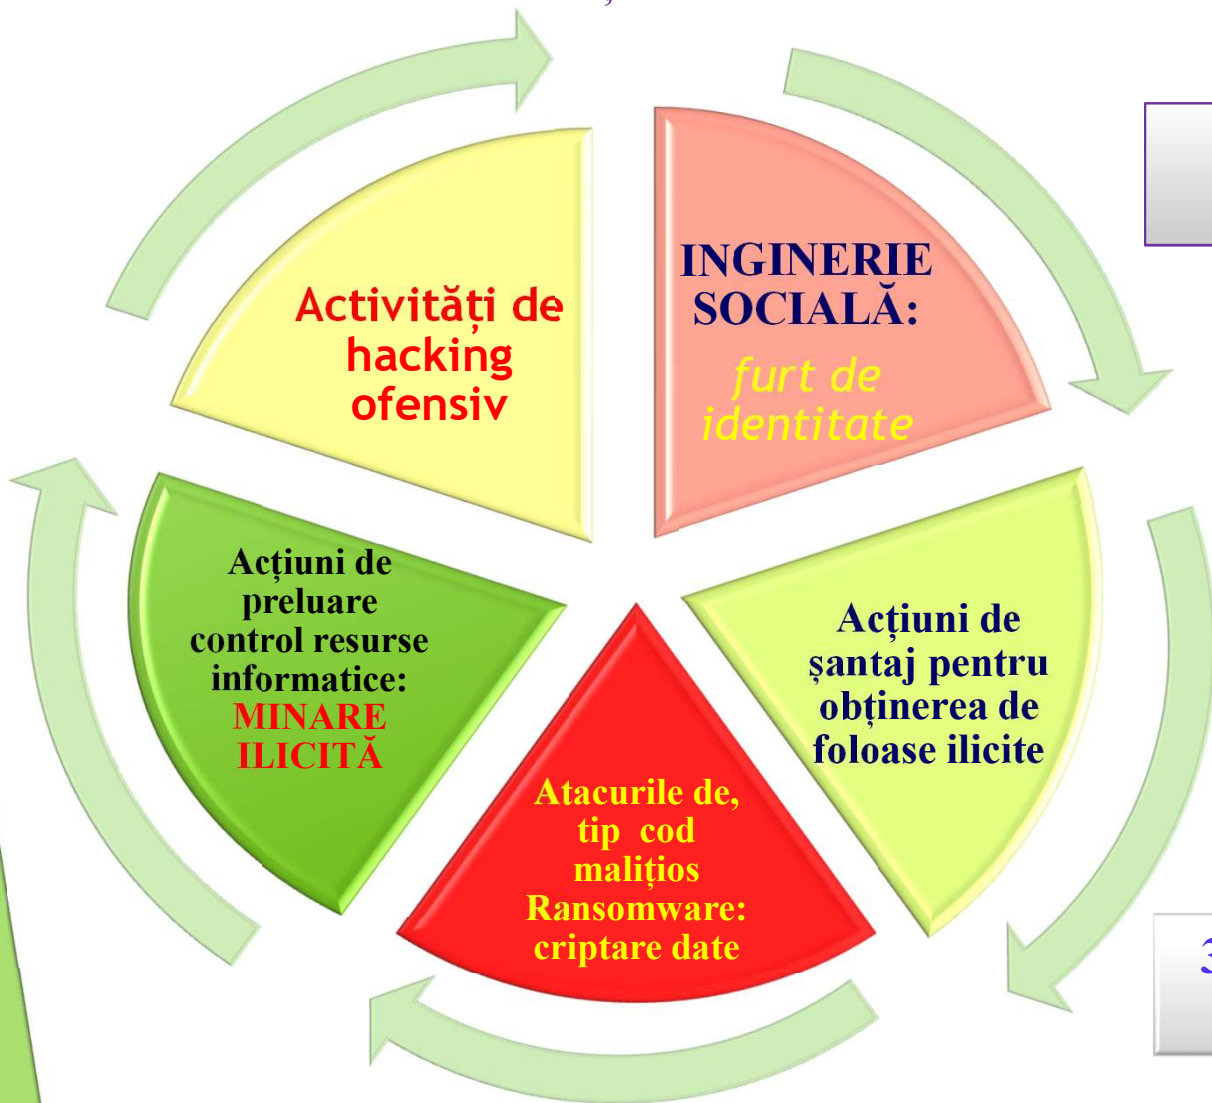 INGINERIE
SOCIALĂ:
furt de
identitate
Acțiuni de
șantaj pentru
obținerea de
foloase ilicite
Atacurile de,
tip cod
malițios
Ransomware:
criptare date
Acțiuni de
preluare
control resurse
informatice:
MINARE
ILICITĂ
Activități de
hacking
ofensiv
3